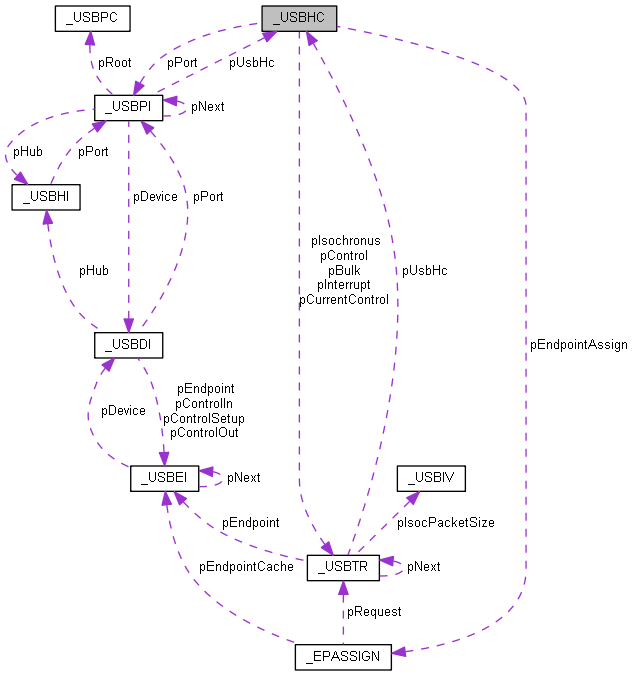 _USBPC
_USBHC
pRoot
pPort
pUsbHc
_USBPI
pNext
pHub
pPort
_USBHI
pDevice
pPort
pIsochronus
pControl
pBulk
pInterrupt
pCurrentControl
pUsbHc
pHub
pEndpointAssign
_USBDI
pDevice
pEndpoint
pControlIn
pControlSetup
pControlOut
_USBEI
pNext
_USBIV
pEndpoint
pIsocPacketSize
pEndpointCache
_USBTR
pNext
pRequest
_EPASSIGN